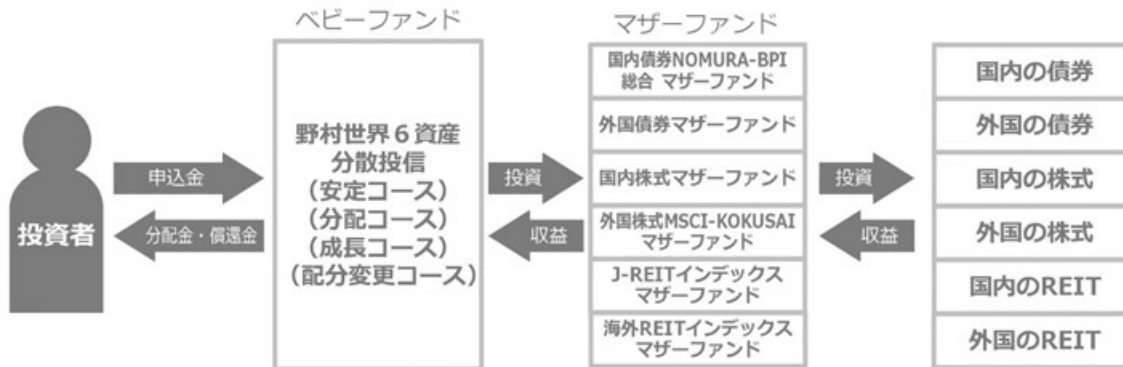 ベビーファンド
マザーファンド
投資者
申込金
分配金・償還金
野村世界6資産
分散投信
（安定コース）
（分配コース）
（成長コース）
（配分変更コース）
投資
収益
国内債券NOMURA-BPI
総合 マザーファンド
外国債券マザーファンド
国内株式マザーファンド
外国株式MSCI-KOKUSAI
マザーファンド
J-REITインデックス
マザーファンド
海外REITインデックス
マザーファンド
投資
収益
国内の債券
外国の債券
国内の株式
外国の株式
国内のREIT
外国のREIT